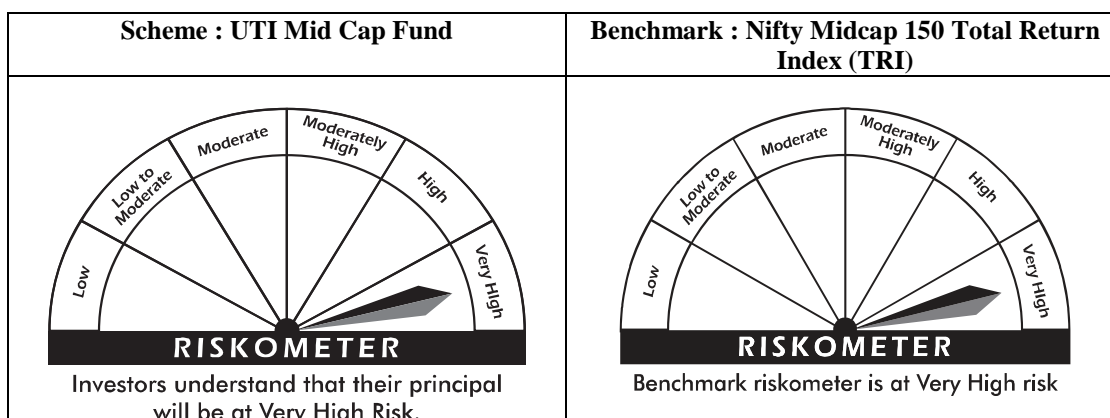 Scheme : UTI Mid Cap Fund
Benchmark : Nifty Midcap 150 Total Return
Index (TRI)
Low
Low to
Moderate
Moderate
Moderately
High
High
Very High
RISKOMETER
Investors understand that their principal
will be at Very High Risk.
Low
Low to
Moderate
Moderate
Moderately
High
High
Very High
RISKOMETER
Benchmark riskometer is at Very High risk